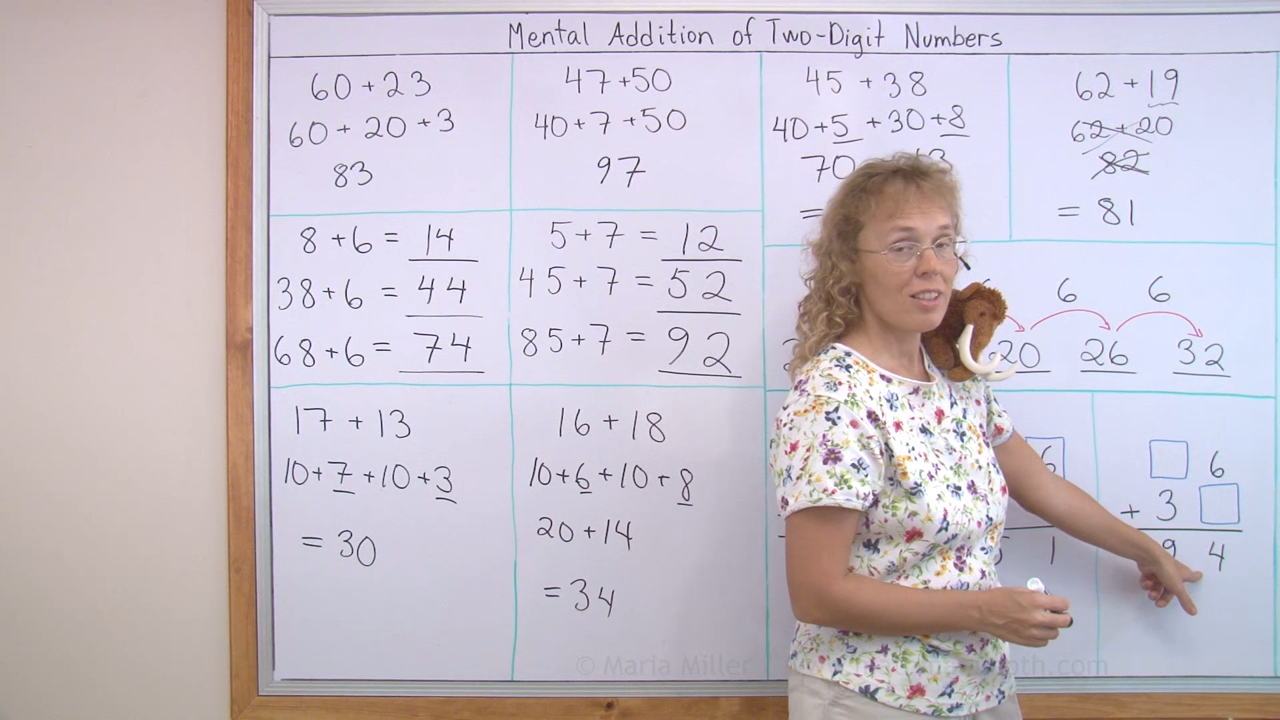 Mental Addition of Two-Digit Numbers
60 + 23
60 + 20 + 3
83
47 + 50
40 + 7 + 50
97
45 + 38
40 + 5 + 30 + 8
70
=
62 + 19
62 + 20
82
= 81
8 + 6 = 14
38 + 6 = 44
68 + 6 = 74
5 + 7 = 12
45 + 7 = 52
85 + 7 = 92
6 6
20 26 32
17 + 13
10 + 7 + 10 + 3
= 30
16 + 18
10 + 6 + 10 + 8
20 + 14
= 34
6
1
6
+ 3
9 4
© Maria Miller